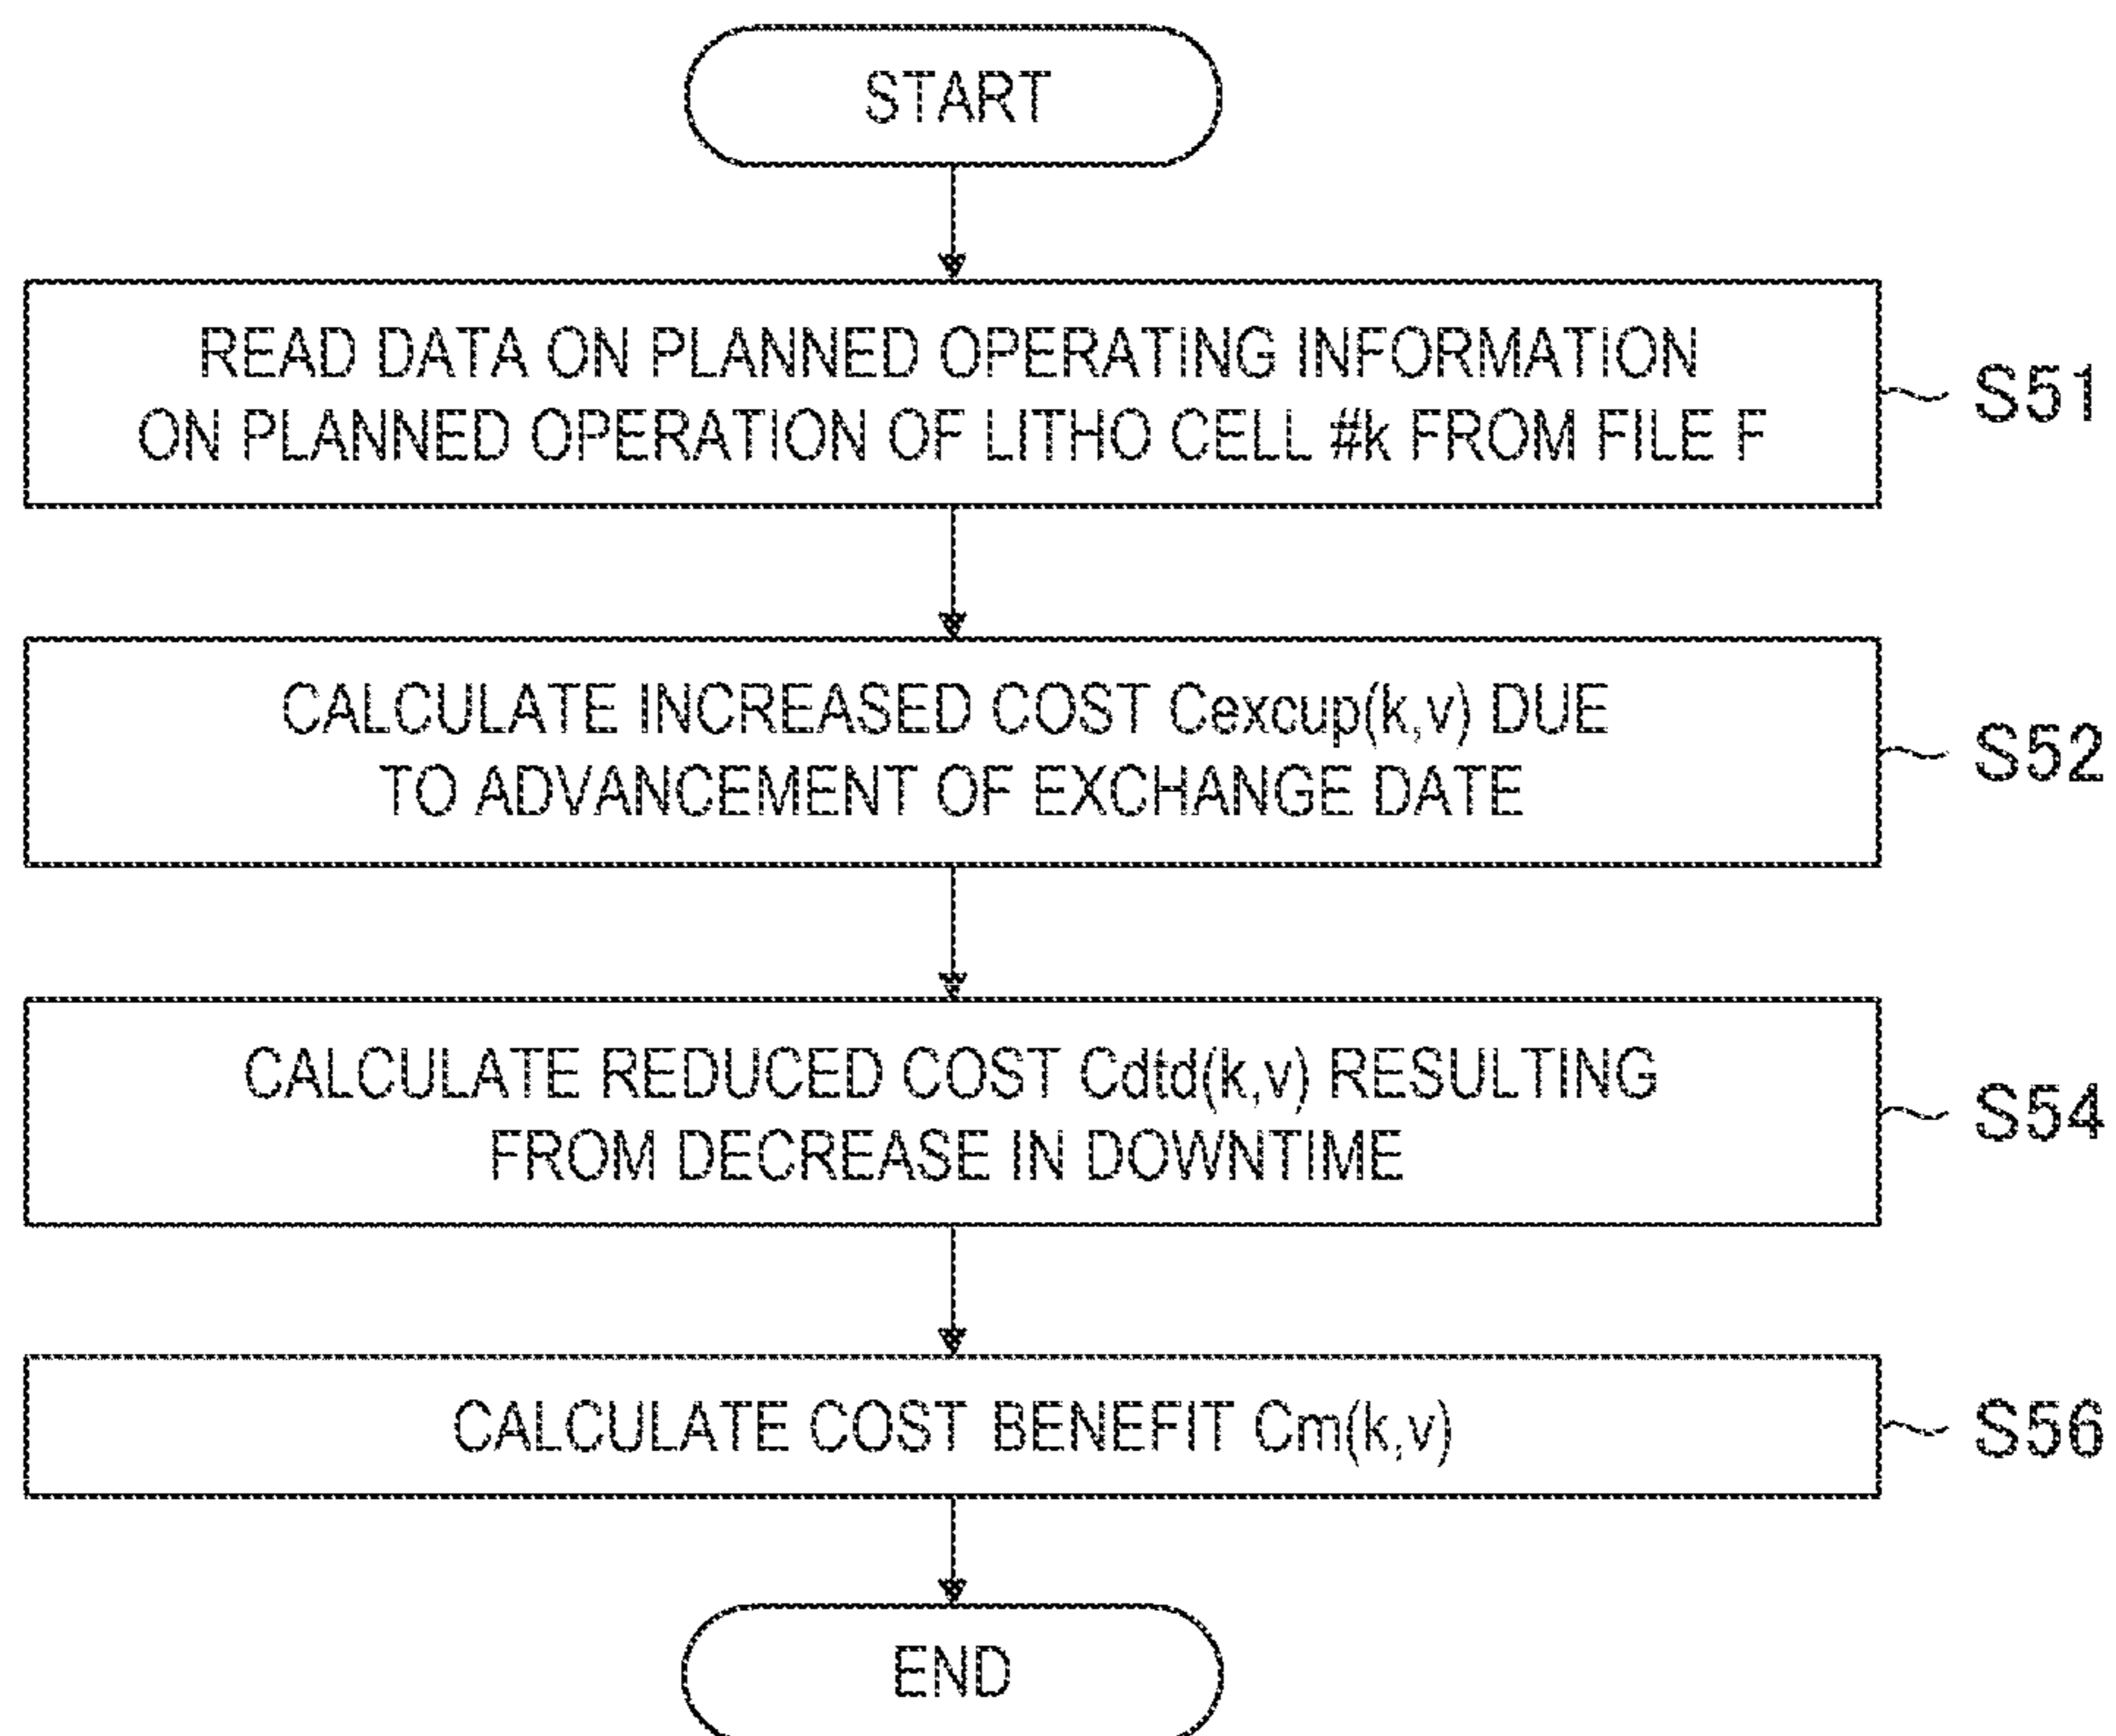 START
READ DATA ON PLANNED OPERATING INFORMATION
ON PLANNED OPERATION OF LITHO CELL #k FROM FILE F
S51
CALCULATE INCREASED COST Cexcup(k,v) DUE
TO ADVANCEMENT OF EXCHANGE DATE
S52
CALCULATE REDUCED COST Cdtd(k,v) RESULTING
FROM DECREASE IN DOWNTIME
S54
CALCULATE COST BENEFIT Cm(k,v)
S56
END